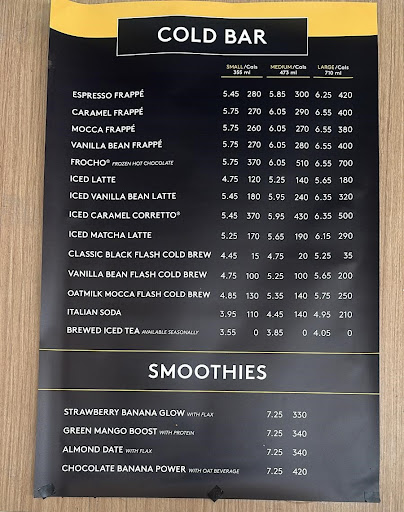 COLD BAR
SMALL/Cals MEDIUM/Cals LARGE/Cals
355 ml 473 ml 710 ml
ESPRESSO FRAPPÉ 5.45 280 5.85 300 6.25 420
CARAMEL FRAPPÉ 5.75 270 6.05 290 6.55 400
MOCCA FRAPPÉ 5.75 260 6.05 270 6.55 380
VANILLA BEAN FRAPPÉ 5.75 270 6.05 280 6.55 400
FROCHO® FROZEN HOT CHOCOLATE 5.75 370 6.05 510 6.55 700
ICED LATTE 4.75 120 5.25 140 5.65 180
ICED VANILLA BEAN LATTE 5.45 180 5.95 240 6.35 320
ICED CARAMEL CORRETTO® 5.45 370 5.95 430 6.35 500
ICED MATCHA LATTE 5.25 170 5.65 190 6.15 290
CLASSIC BLACK FLASH COLD BREW 4.45 15 4.75 20 5.25 35
VANILLA BEAN FLASH COLD BREW 4.75 100 5.25 100 5.65 200
OATMILK MOCCA FLASH COLD BREW 4.85 130 5.35 140 5.75 250
ITALIAN SODA 3.95 110 4.45 140 4.95 210
BREWED ICED TEA AVAILABLE SEASONALLY 3.55 0 3.85 0 4.05 0
SMOOTHIES
STRAWBERRY BANANA GLOW WITH FLAX 7.25 330
GREEN MANGO BOOST WITH PROTEIN 7.25 340
ALMOND DATE WITH FLAX 7.25 340
CHOCOLATE BANANA POWER WITH OAT BEVERAGE 7.25 420